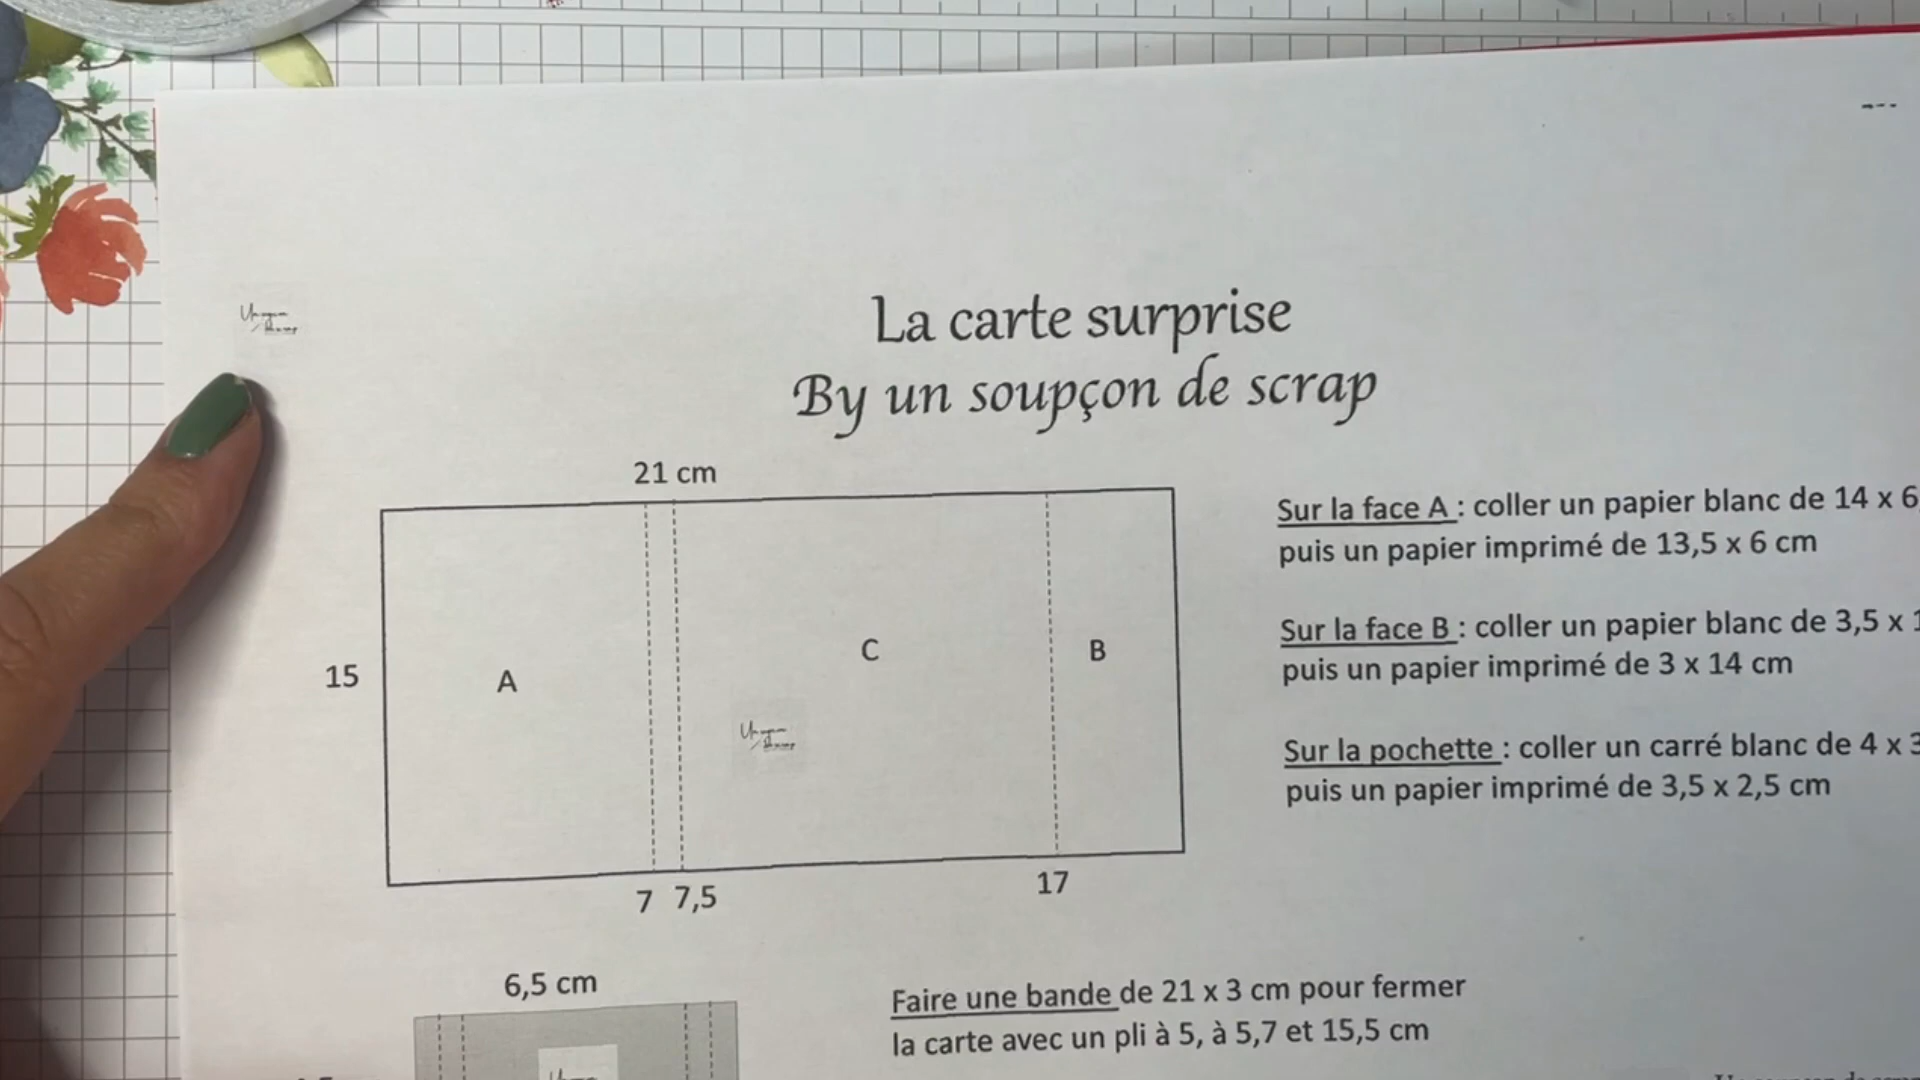 La carte surprise
By un soupçon de scrap
21 cm
Sur la face A : coller un papier blanc de 14 x 6
puis un papier imprimé de 13,5 x 6 cm
Sur la face B : coller un papier blanc de 3,5 x 1
puis un papier imprimé de 3 x 14 cm
Sur la pochette : coller un carré blanc de 4 x 3
puis un papier imprimé de 3,5 x 2,5 cm
15
A
C
B
7 7,5
17
6,5 cm
Faire une bande de 21 x 3 cm pour fermer
la carte avec un pli à 5, à 5,7 et 15,5 cm